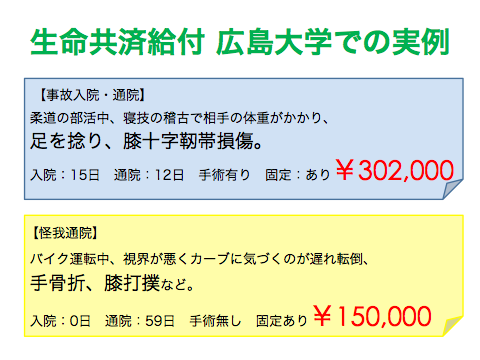 生命共済給付 広島大学での実例
【事故入院・通院】
柔道の部活中、寝技の稽古で相手の体重がかかり、
足を捻り、膝十字靭帯損傷。
入院：15日　通院：12日　手術有り　固定：あり ￥302,000
【怪我通院】
バイク運転中、視界が悪くカーブに気づくのが遅れ転倒、
手骨折、膝打撲など。
入院：0日　通院：59日　手術無し　固定あり ￥150,000